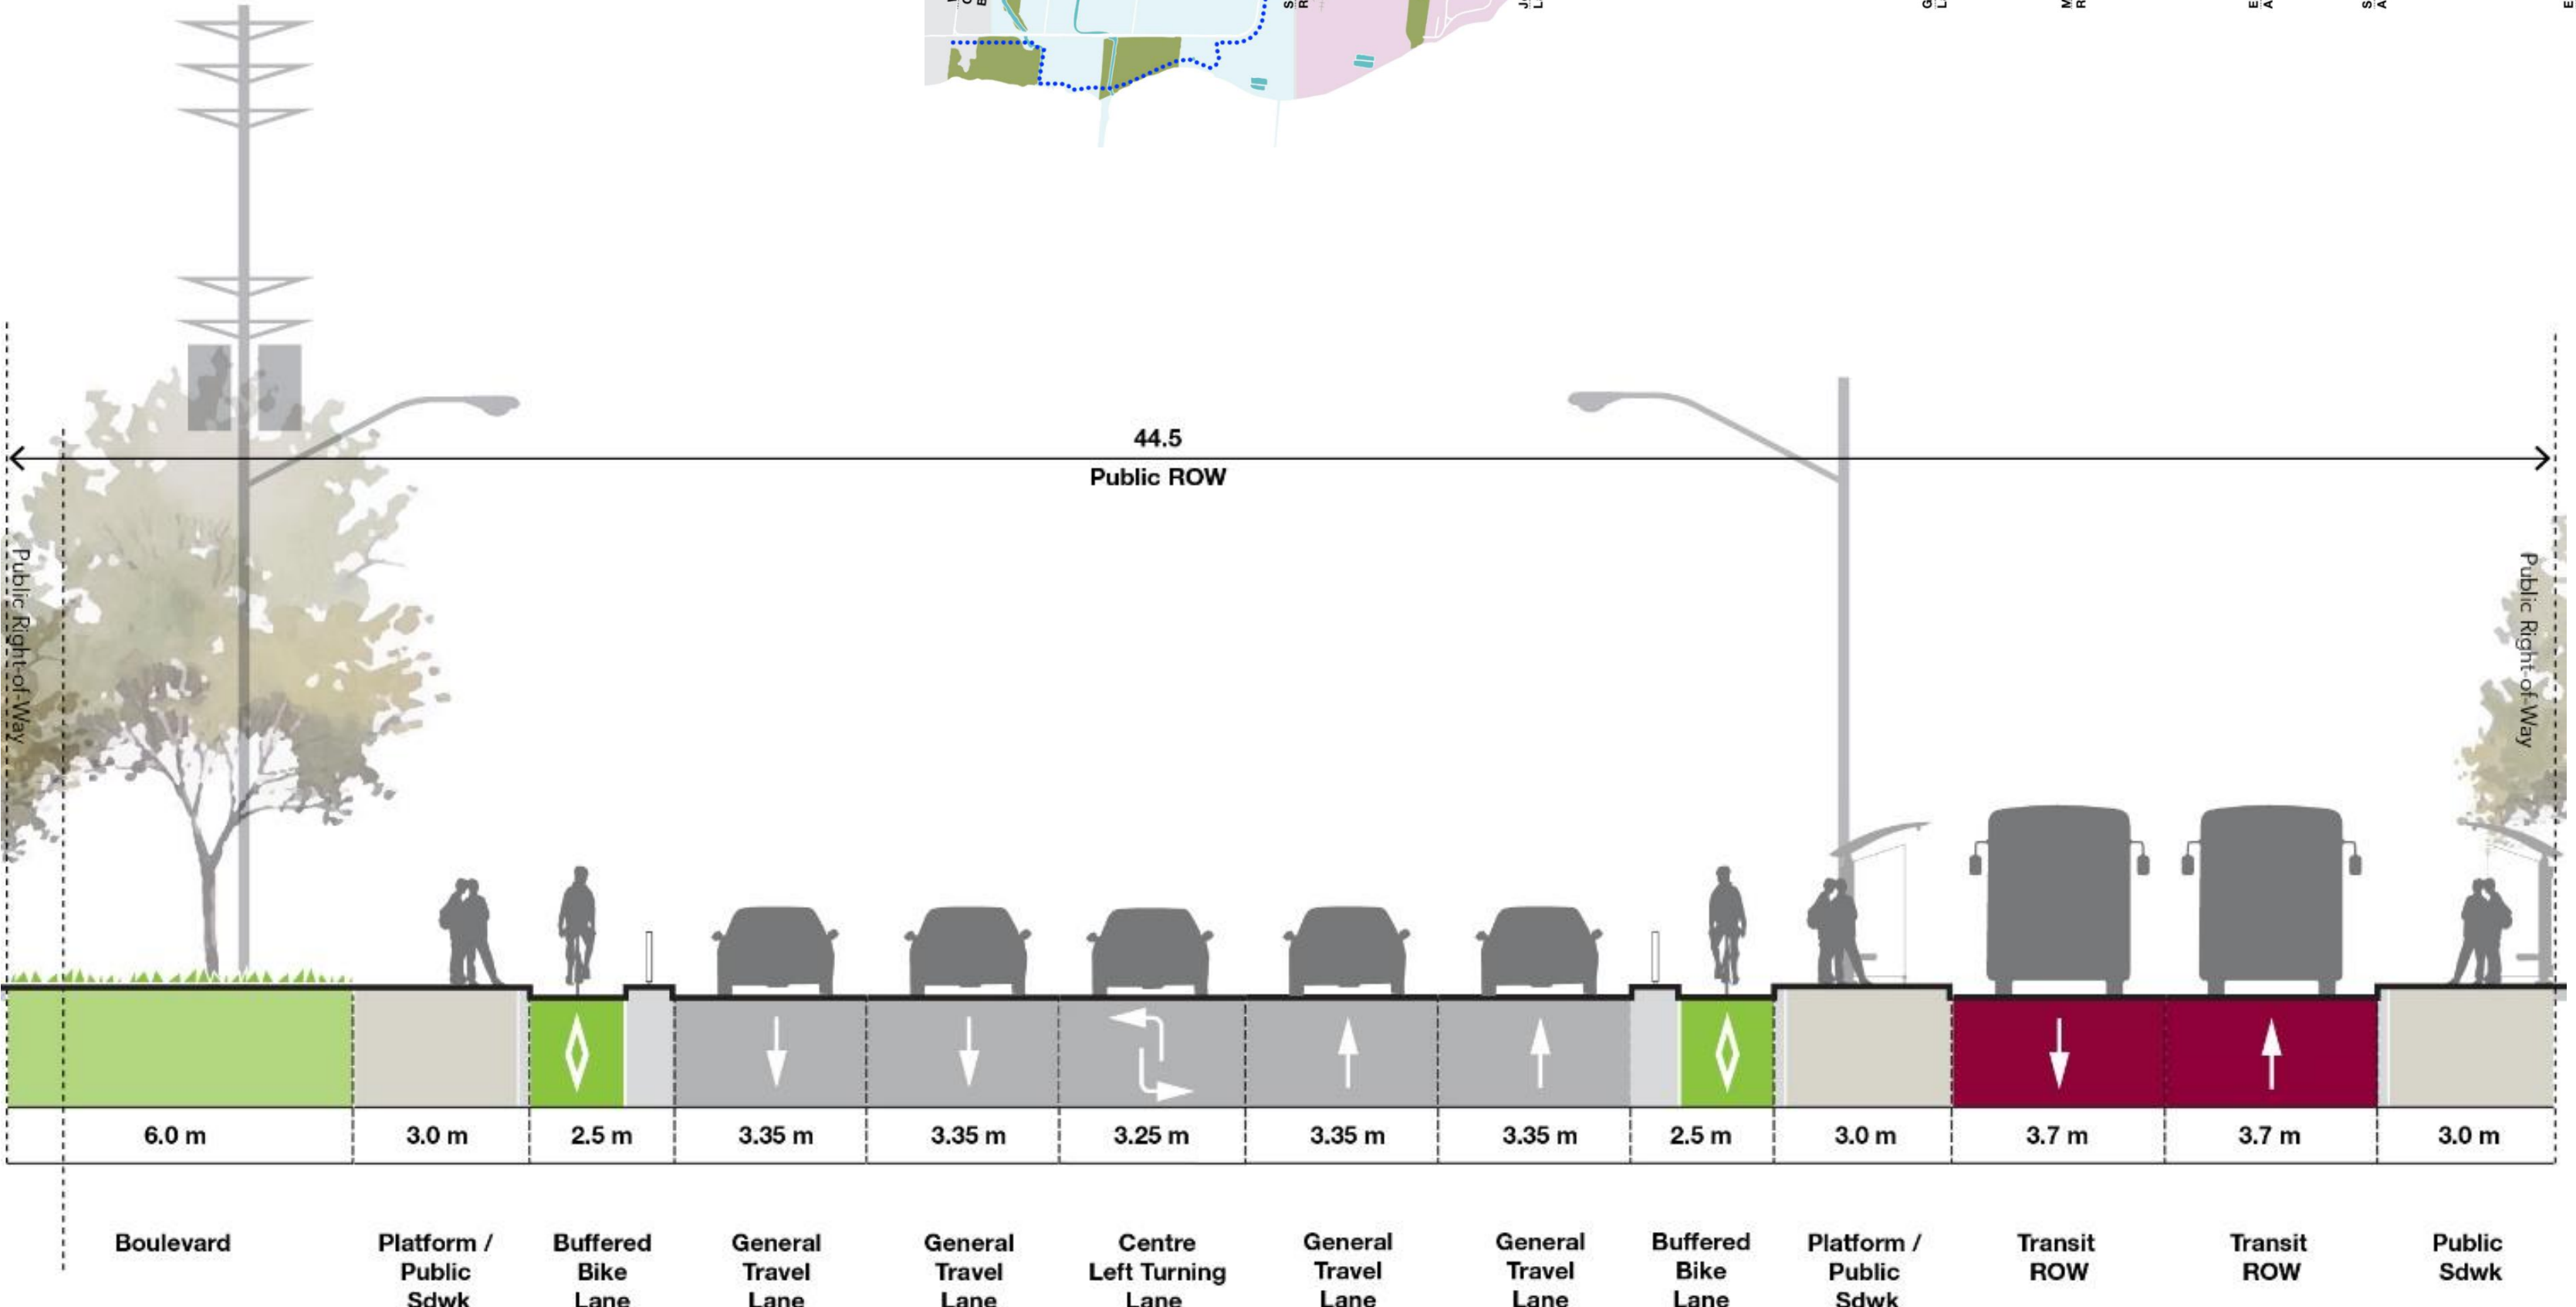 44.5
Public ROW
Public Right-of-Way
Public Right-of-Way
6.0 m
3.0 m
2.5 m
3.35 m
3.35 m
3.25 m
3.35 m
3.35 m
2.5 m
3.0 m
3.7 m
3.7 m
3.0 m
Boulevard
Platform /
Public
Sdwk
Buffered
Bike
Lane
General
Travel
Lane
General
Travel
Lane
Centre
Left Turning
Lane
General
Travel
Lane
General
Travel
Lane
Buffered
Bike
Lane
Platform /
Public
Sdwk
Transit
ROW
Transit
ROW
Public
Sdwk